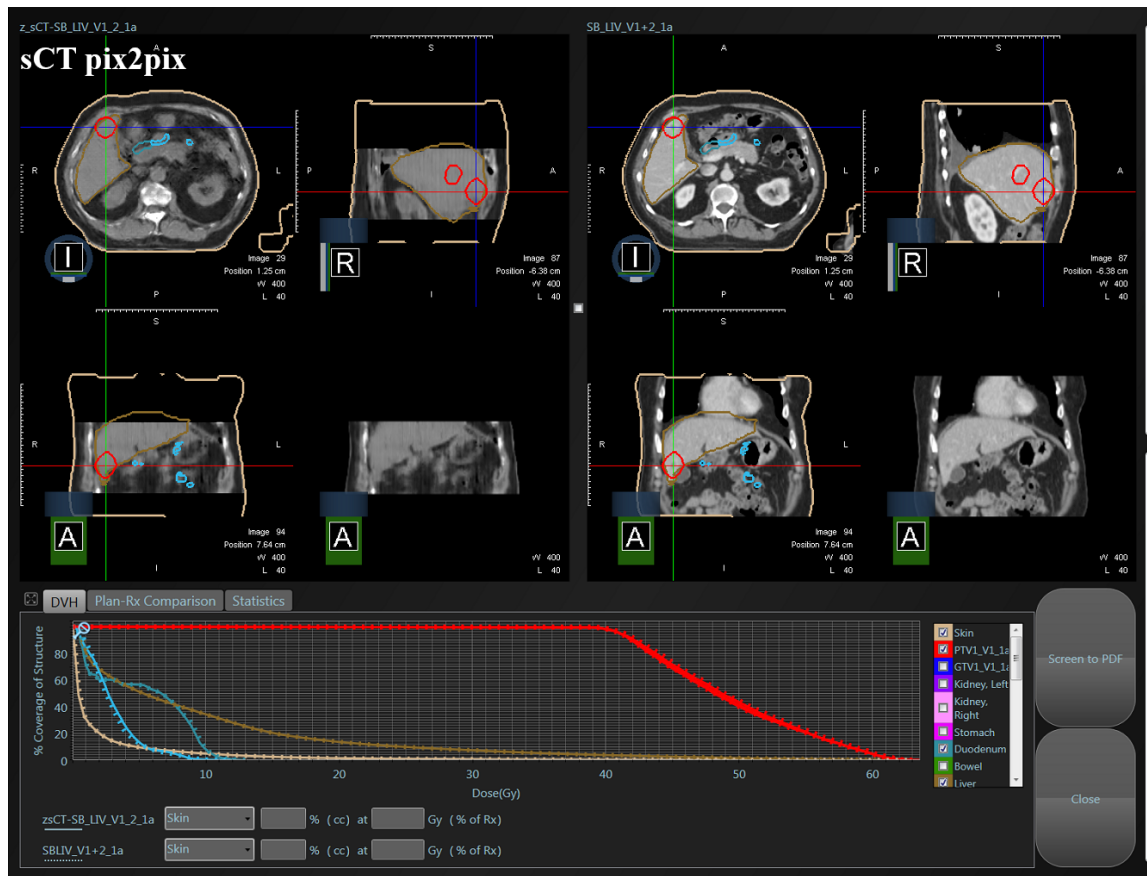 z_sCT-SB_LIV_V1_2_1a
SB_LIV_V1+2_1a
sCT pix2pix
A
S
A
S
R
L
P
A
R
L
P
A
I
Image 29
Position 1.25 cm
W 400
L 40
R
Image 87
Position -6.38 cm
W 400
L 40
I
Image 29
Position 1.25 cm
W 400
L 40
R
Image 87
Position -6.38 cm
W 400
L 40
P
I
P
I
S
S
R
L
R
L
A
Image 94
Position 7.64 cm
W 400
L 40
A
W 400
L 40
A
Image 94
Position 7.64 cm
W 400
L 40
A
W 400
L 40
I
I
DVH
Plan-Rx Comparison
Statistics
% Coverage of Structure
80
60
40
20
0
10
20
30
40
50
60
Dose(Gy)
Skin
PTV1_V1_1a
GTV1_V1_1a
Kidney, Left
Kidney,
Right
Stomach
Duodenum
Bowel
Liver
Screen to PDF
Close
zsCT-SB_LIV_V1_2_1a Skin % (cc) at Gy (% of Rx)
SBLIV_V1+2_1a Skin % (cc) at Gy (% of Rx)